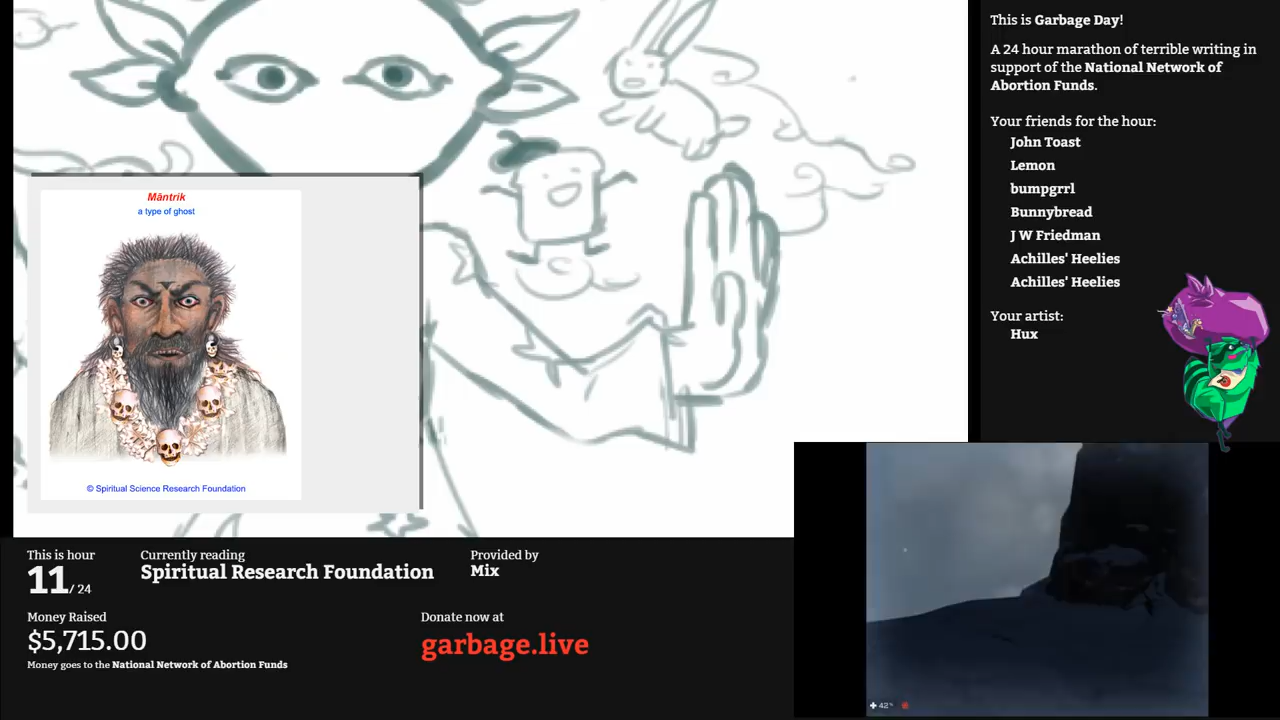 This is Garbage Day!
A 24 hour marathon of terrible writing in
support of the National Network of
Abortion Funds.
Your friends for the hour:
John Toast
Lemon
bumpgrrl
Bunnybread
J W Friedman
Achilles' Heelies
Achilles' Heelies
Your artist:
Hux
Māntrik
a type of ghost
© Spiritual Science Research Foundation
This is hour
11/ 24
Currently reading
Spiritual Research Foundation
Provided by
Mix
Money Raised
$5,715.00
Money goes to the National Network of Abortion Funds
Donate now at
garbage.live
42%